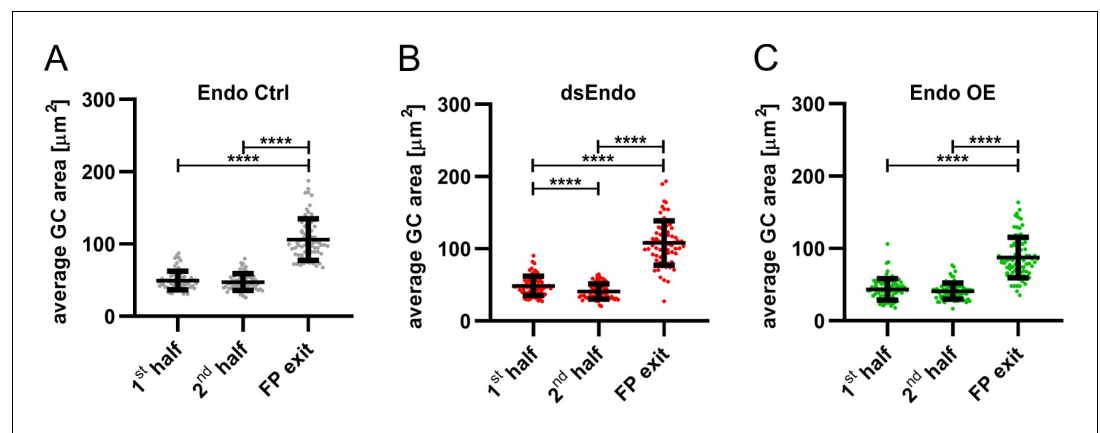 A
Endo Ctrl
average GC area [μm²]
300
200
100
0
****
****
1st half
2nd half
FP exit
B
dsEndo
average GC area [μm²]
300
200
100
0
****
****
****
1st half
2nd half
FP exit
C
Endo OE
average GC area [μm²]
300
200
100
0
****
****
1st half
2nd half
FP exit